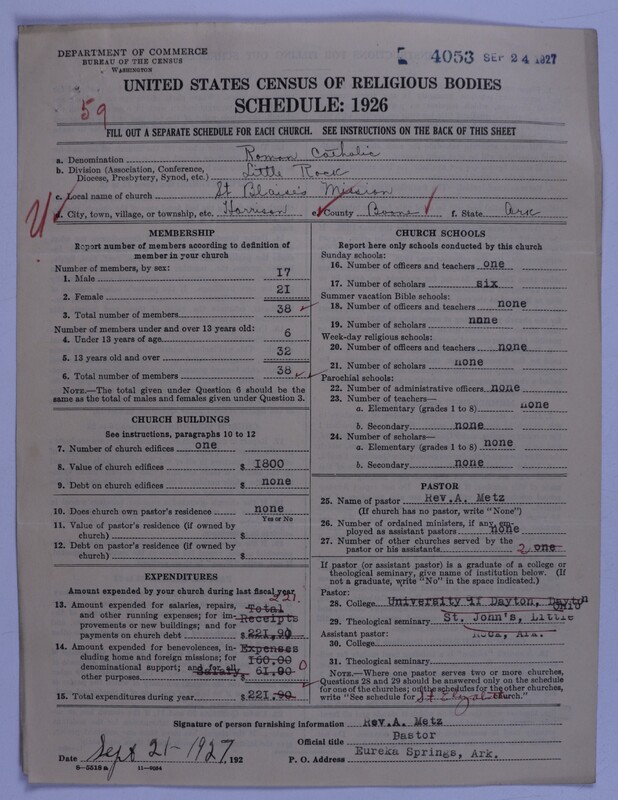 DEPARTMENT OF COMMERCE
BUREAU OF THE CENSUS
WASHINGTON
4053 SEP 24 1927
UNITED STATES CENSUS OF RELIGIOUS BODIES
SCHEDULE: 1926
59
FILL OUT A SEPARATE SCHEDULE FOR EACH CHURCH. SEE INSTRUCTIONS ON THE BACK OF THIS SHEET
a. Denomination Roman Catholic
b. Division (Association, Conference, Diocese, Presbytery, Synod, etc.) Little Rock
c. Local name of church St Blaise's Mission
d. City, town, village, or township, etc. Harrison e. County Boone f. State Ark
MEMBERSHIP
Report number of members according to definition of
member in your church
Number of members, by sex:
1. Male 17
2. Female 21
3. Total number of members 38
Number of members under and over 13 years old:
4. Under 13 years of age 6
5. 13 years old and over 32
6. Total number of members 38
NOTE.—The total given under Question 6 should be
same as the total of males and females given under Question 3.
CHURCH BUILDINGS
See instructions, paragraphs 10 to 12
7. Number of church edifices one
8. Value of church edifices $ 1800
9. Debt on church edifices $ none
10. Does church own pastor's residence? none
Yes or No
11. Value of pastor's residence (if owned by
church) $
12. Debt on pastor's residence (if owned by
church) $
EXPENDITURES
Amount expended by your church during last fiscal year
221.
13. Amount expended for salaries, repairs, Total
and other running expenses; for im- Receipts
provements or new buildings; and for
payments on church debt $ 221.90
14. Amount expended for benevolences, in- Expenses
cluding home and foreign missions; for 160.00
denominational support; and for all
other purposes Salary, 61.00 0
15. Total expenditures during year $ 221.90
CHURCH SCHOOLS
Report here only schools conducted by this church
Sunday schools:
16. Number of officers and teachers one
17. Number of scholars six
Summer vacation Bible schools:
18. Number of officers and teachers none
19. Number of scholars none
Week-day religious schools:
20. Number of officers and teachers none
21. Number of scholars none
Parochial schools:
22. Number of administrative officers none
23. Number of teachers—
a. Elementary (grades 1 to 8) none
b. Secondary none
24. Number of scholars—
a. Elementary (grades 1 to 8) none
b. Secondary none
PASTOR
25. Name of pastor Rev.A. Metz
(If church has no pastor, write "None")
26. Number of ordained ministers, if any, em-
ployed as assistant pastors none
27. Number of other churches served by the
pastor or his assistants 2 one
If pastor (or assistant pastor) is a graduate of a college or
theological seminary, give name of institution below. (If
not a graduate, write "No" in the space indicated.)
Pastor:
28. College University of Dayton, Dayton
Ohio
29. Theological seminary St. John's, Little
Assistant pastor: Rock, Ark.
30. College
31. Theological seminary
NOTE.—Where one pastor serves two or more churches,
Questions 28 and 29 should be answered only on the schedule
for one of the churches; on the schedules for the other churches,
write "See schedule for St Elizabeth church."
Signature of person furnishing information Rev.A. Metz
Official title Pastor
Date Sept 21- 1927, 192 P. O. Address Eureka Springs, Ark.
8—5518a 11—9064